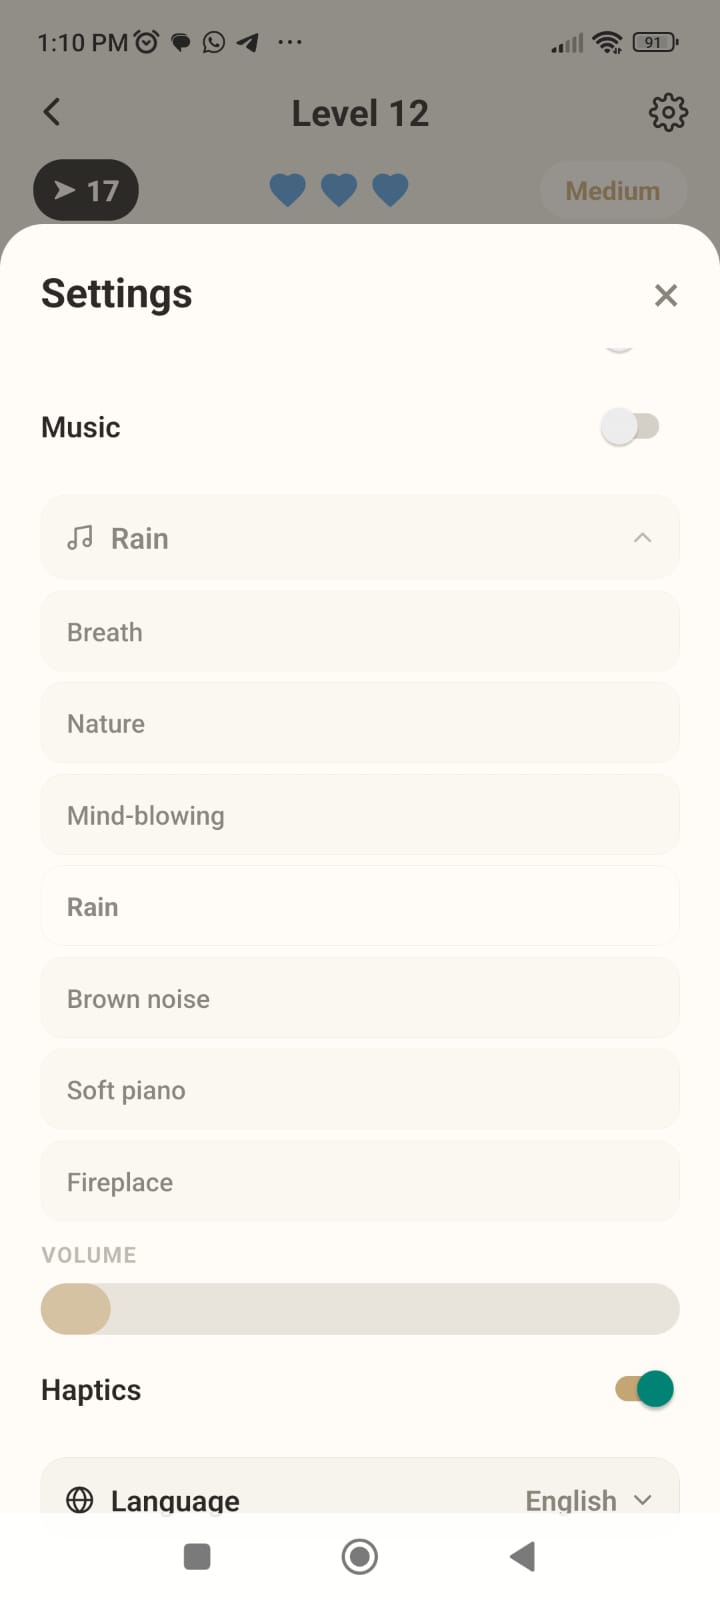 1:10 PM
91
Level 12
17
Medium
Settings
Music
Rain
Breath
Nature
Mind-blowing
Rain
Brown noise
Soft piano
Fireplace
VOLUME
Haptics
Language English